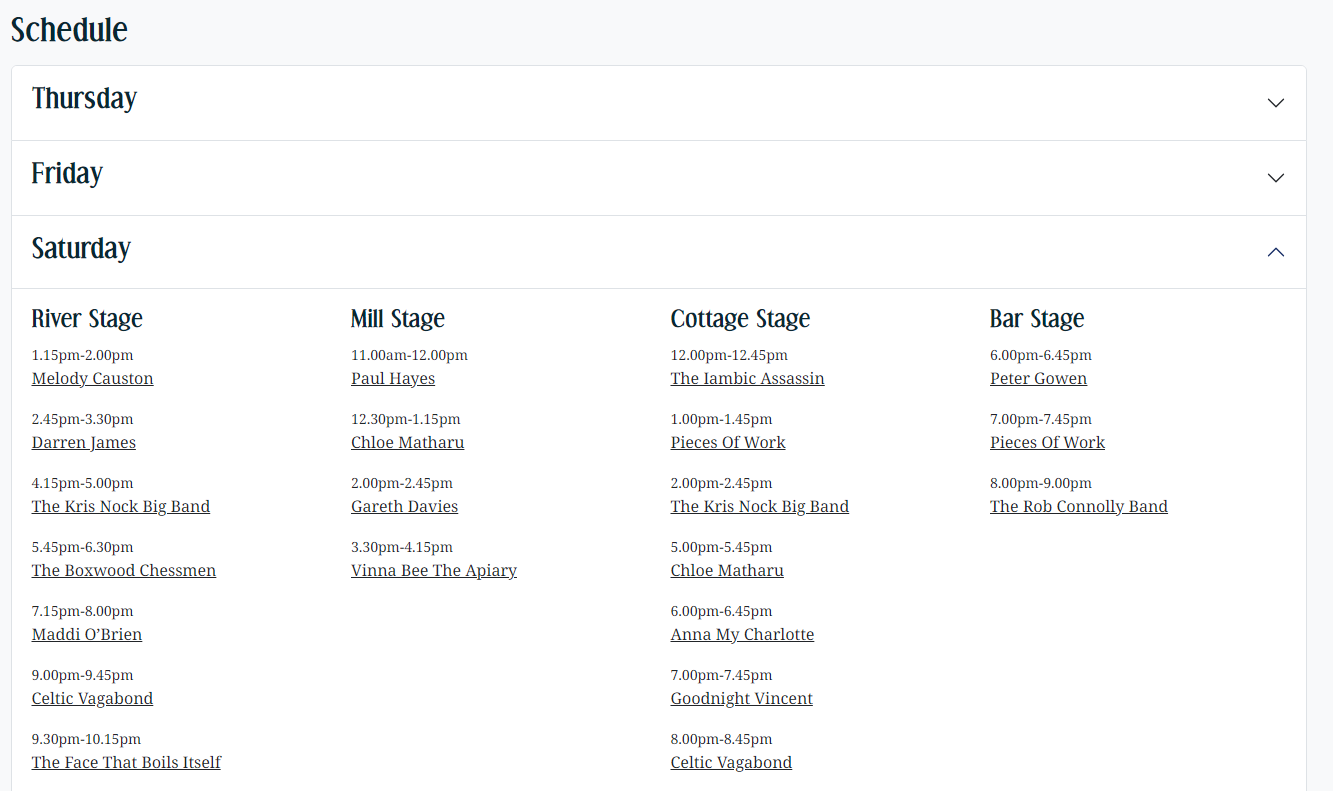 Schedule
Thursday
Friday
Saturday
River Stage
1.15pm-2.00pm
Melody Causton
2.45pm-3.30pm
Darren James
4.15pm-5.00pm
The Kris Nock Big Band
5.45pm-6.30pm
The Boxwood Chessmen
7.15pm-8.00pm
Maddi O’Brien
9.00pm-9.45pm
Celtic Vagabond
9.30pm-10.15pm
The Face That Boils Itself
Mill Stage
11.00am-12.00pm
Paul Hayes
12.30pm-1.15pm
Chloe Matharu
2.00pm-2.45pm
Gareth Davies
3.30pm-4.15pm
Vinna Bee The Apiary
Cottage Stage
12.00pm-12.45pm
The Iambic Assassin
1.00pm-1.45pm
Pieces Of Work
2.00pm-2.45pm
The Kris Nock Big Band
5.00pm-5.45pm
Chloe Matharu
6.00pm-6.45pm
Anna My Charlotte
7.00pm-7.45pm
Goodnight Vincent
8.00pm-8.45pm
Celtic Vagabond
Bar Stage
6.00pm-6.45pm
Peter Gowen
7.00pm-7.45pm
Pieces Of Work
8.00pm-9.00pm
The Rob Connolly Band